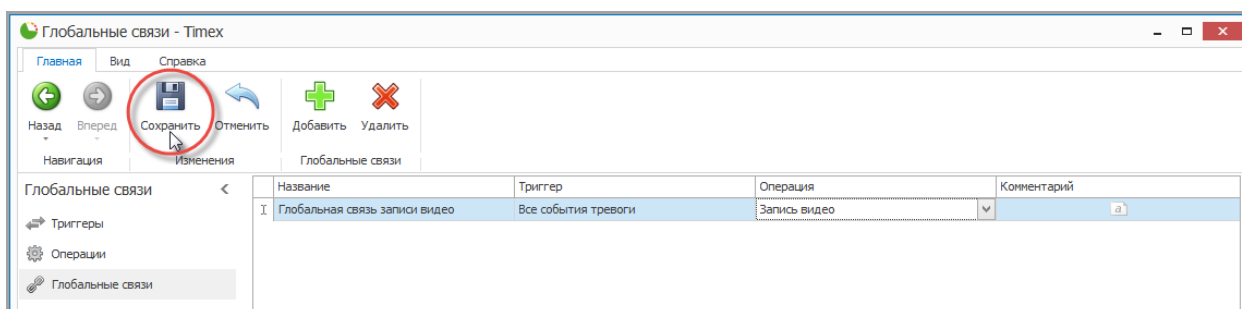 Глобальные связи - Timex
Главная Вид Справка
Назад Вперед Сохранить Отменить Добавить Удалить
Навигация Изменения Глобальные связи
Глобальные связи
Название Триггер Операция Комментарий
Глобальная связь записи видео Все события тревоги Запись видео a
Триггеры
Операции
Глобальные связи